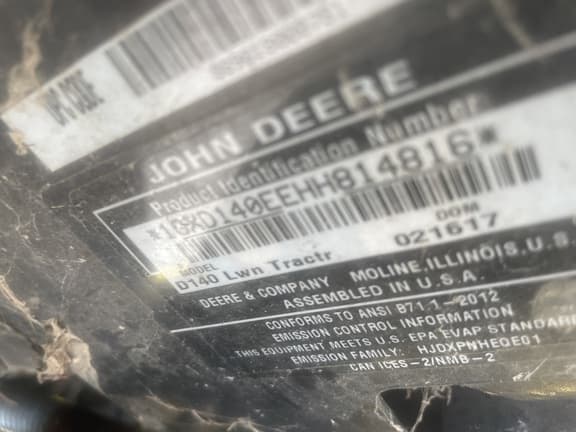 JOHN DEERE
Product Identification Number
*1GXD140EEHH814816*
MODEL DOM
D140 Lwn Tractr 021617
DEERE & COMPANY MOLINE, ILLINOIS, U.S.
ASSEMBLED IN U.S.A.
CONFORMS TO ANSI B71.1-2012
EMISSION CONTROL INFORMATION
THIS EQUIPMENT MEETS U.S. EPA EVAP STANDARD
EMISSION FAMILY: HJDXPNHEQE01
CAN ICES-2/NMB-2